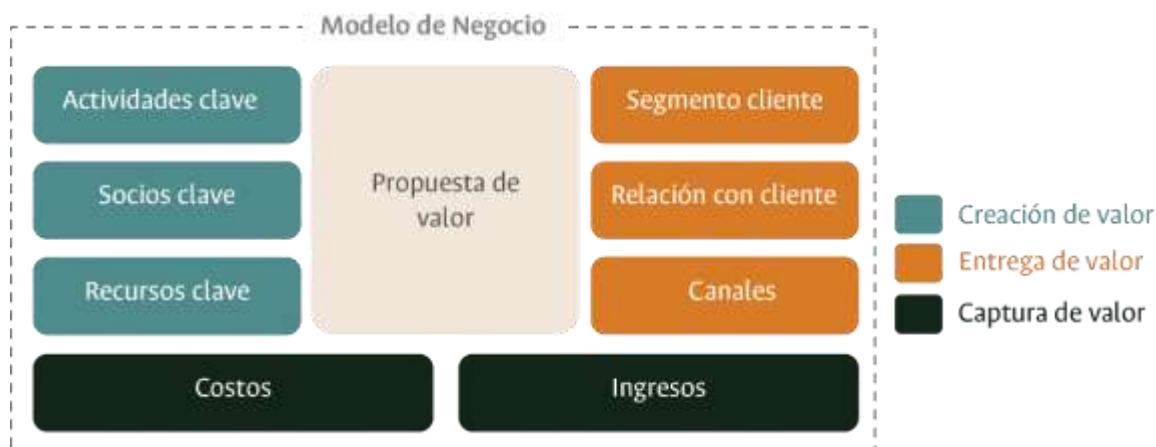 Modelo de Negocio
Actividades clave
Socios clave
Recursos clave
Propuesta de
valor
Segmento cliente
Relación con cliente
Canales
Costos
Ingresos
Creación de valor
Entrega de valor
Captura de valor